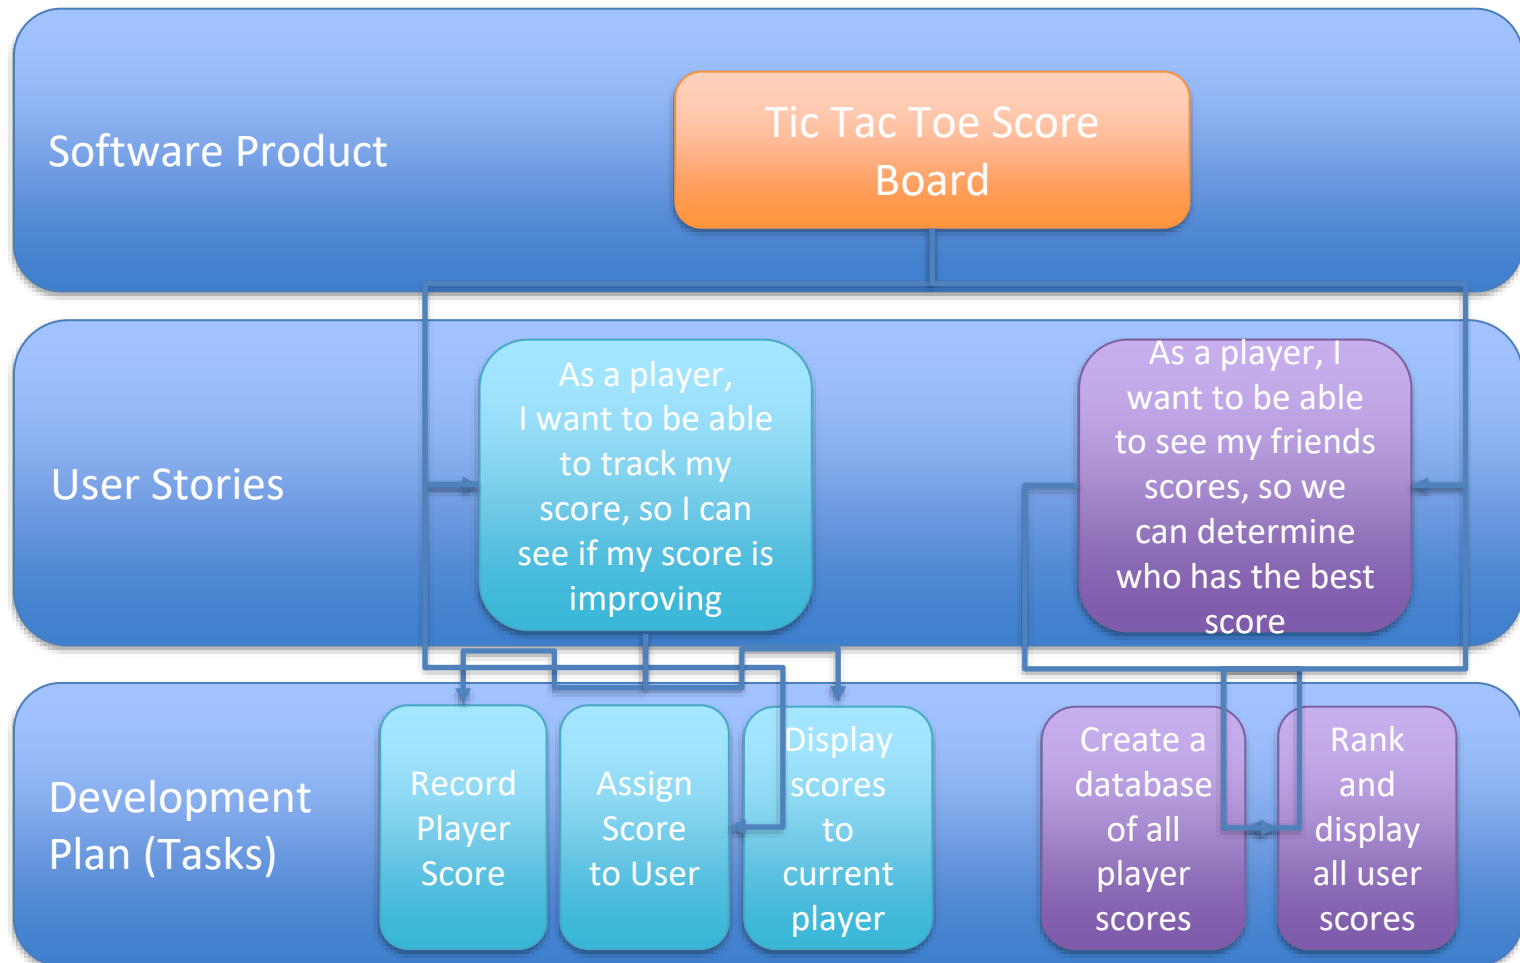 Software Product
Tic Tac Toe Score
Board
User Stories
As a player,
I want to be able
to track my
score, so I can
see if my score is
improving
As a player, I
want to be able
to see my friends
scores, so we
can determine
who has the best
score
Development
Plan (Tasks)
Record
Player
Score
Assign
Score
to User
Display
scores
to
current
player
Create a
database
of all
player
scores
Rank
and
display
all user
scores